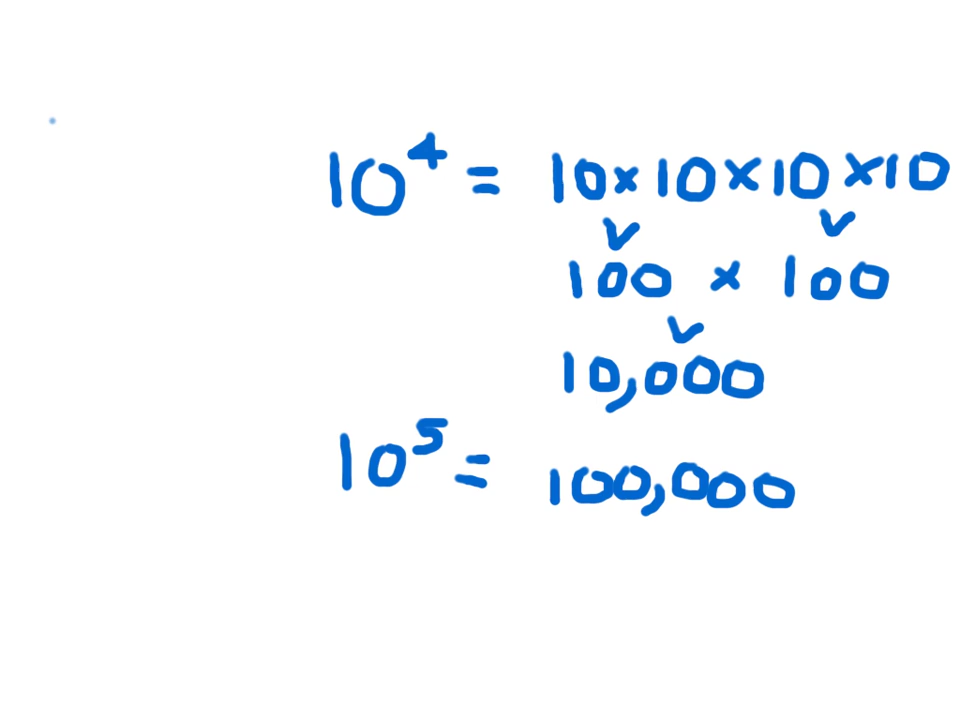 10⁴ = 10 × 10 × 10 × 10
100 × 100
10,000
10⁵ = 100,000